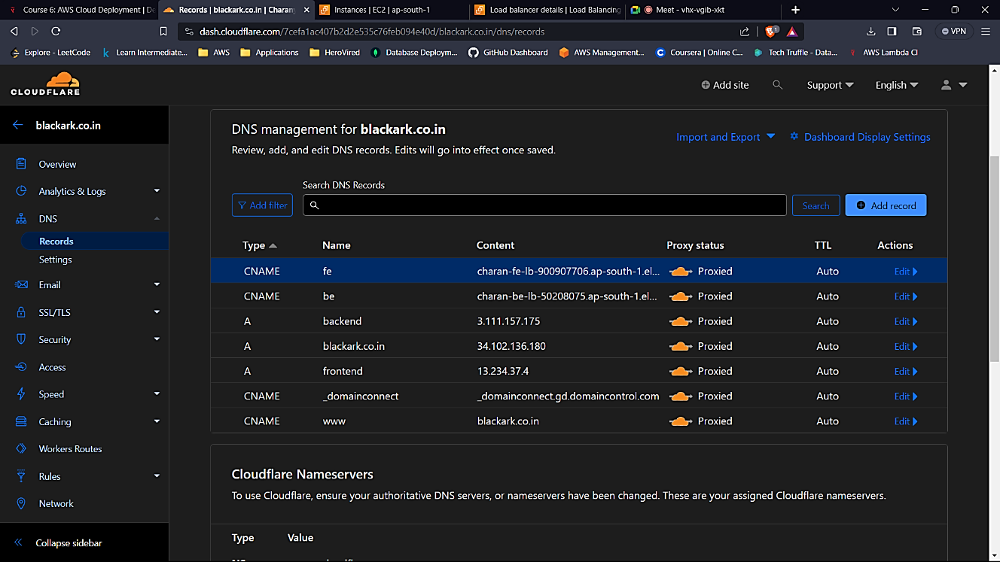 Course 6: AWS Cloud Deployment | De
Records | blackark.co.in | Charan
Instances | EC2 | ap-south-1
Load balancer details | Load Balancing
Meet - vhx-vgib-xkt
dash.cloudflare.com/7cefa1ac407b2d2e535c76feb094e40d/blackark.co.in/dns/records
1
VPN
Explore - LeetCode
Learn Intermediate...
AWS
Applications
HeroVired
Database Deploym...
GitHub Dashboard
AWS Management...
Coursera | Online C...
Tech Truffle - Data...
AWS Lambda CI
CLOUDFLARE
Add site
Support
English
blackark.co.in
Overview
Analytics & Logs
DNS
Records
Settings
Email
SSL/TLS
Security
Access
Speed
Caching
Workers Routes
Rules
Network
Collapse sidebar
DNS management for blackark.co.in
Review, add, and edit DNS records. Edits will go into effect once saved.
Import and Export
Dashboard Display Settings
Search DNS Records
Add filter
Search
Add record
Type Name Content Proxy status TTL Actions
CNAME fe charan-fe-lb-900907706.ap-south-1.el... Proxied Auto Edit
CNAME be charan-be-lb-50208075.ap-south-1.el... Proxied Auto Edit
A backend 3.111.157.175 Proxied Auto Edit
A blackark.co.in 34.102.136.180 Proxied Auto Edit
A frontend 13.234.37.4 Proxied Auto Edit
CNAME _domainconnect _domainconnect.gd.domaincontrol.com Proxied Auto Edit
CNAME www blackark.co.in Proxied Auto Edit
Cloudflare Nameservers
To use Cloudflare, ensure your authoritative DNS servers, or nameservers have been changed. These are your assigned Cloudflare nameservers.
Type Value